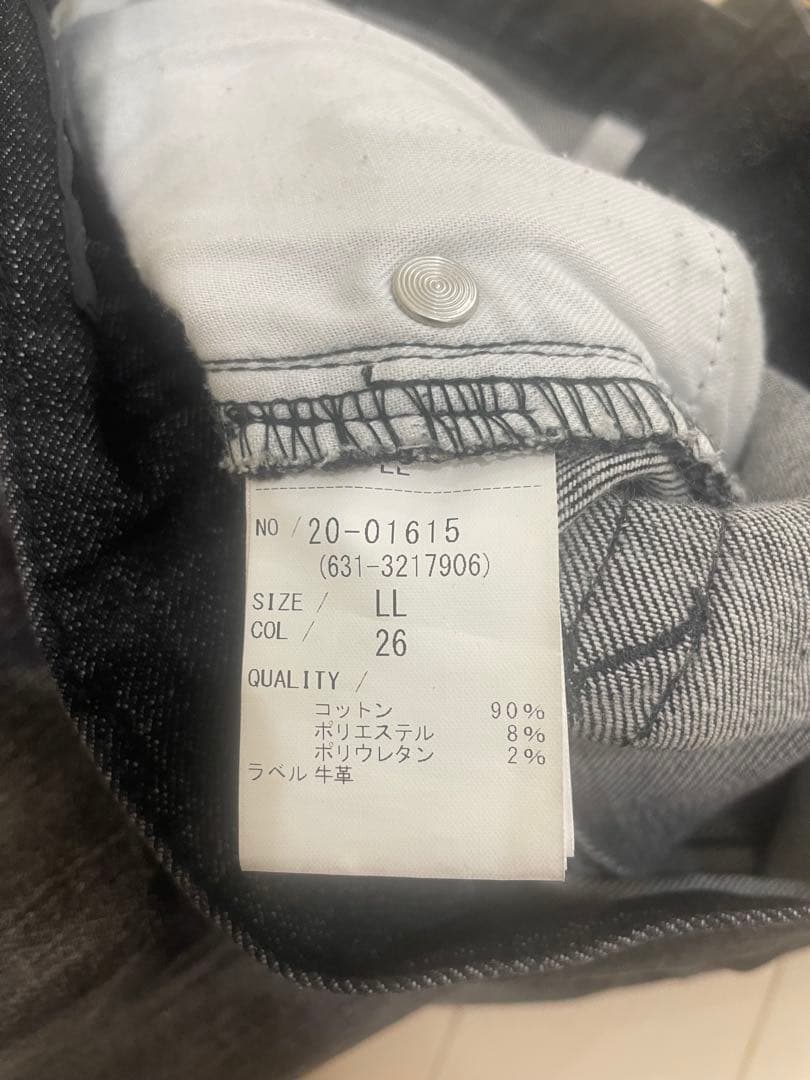 LL
NO / 20-01615
(631-3217906)
SIZE / LL
COL / 26
QUALITY /
コットン 90%
ポリエステル 8%
ポリウレタン 2%
ラベル 牛革